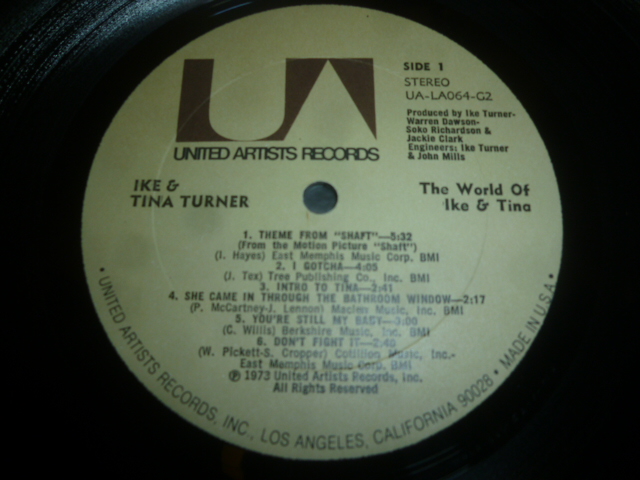 UA
UNITED ARTISTS RECORDS
SIDE 1
STEREO
UA-LA064-G2
Produced by Ike Turner-
Warren Dawson-
Soko Richardson &
Jackie Clark
Engineers: Ike Turner
& John Mills
IKE &
TINA TURNER
The World Of
Ike & Tina
1. THEME FROM "SHAFT"—5:32
(From the Motion Picture "Shaft")
(I. Hayes) East Memphis Music Corp. BMI
2. I GOTCHA—4:05
(J. Tex) Tree Publishing Co., Inc. BMI
3. INTRO TO TINA—2:41
4. SHE CAME IN THROUGH THE BATHROOM WINDOW—2:17
(P. McCartney-J. Lennon) Maclen Music, Inc. BMI
5. YOU'RE STILL MY BABY—3:00
(C. Willis) Berkshire Music, Inc. BMI
6. DON'T FIGHT IT—2:40
(W. Pickett-S. Cropper) Cotillion Music, Inc.-
East Memphis Music Corp. BMI
℗ 1973 United Artists Records, Inc.
All Rights Reserved
• UNITED ARTISTS RECORDS, INC., LOS ANGELES, CALIFORNIA 90028 • MADE IN U.S.A. •